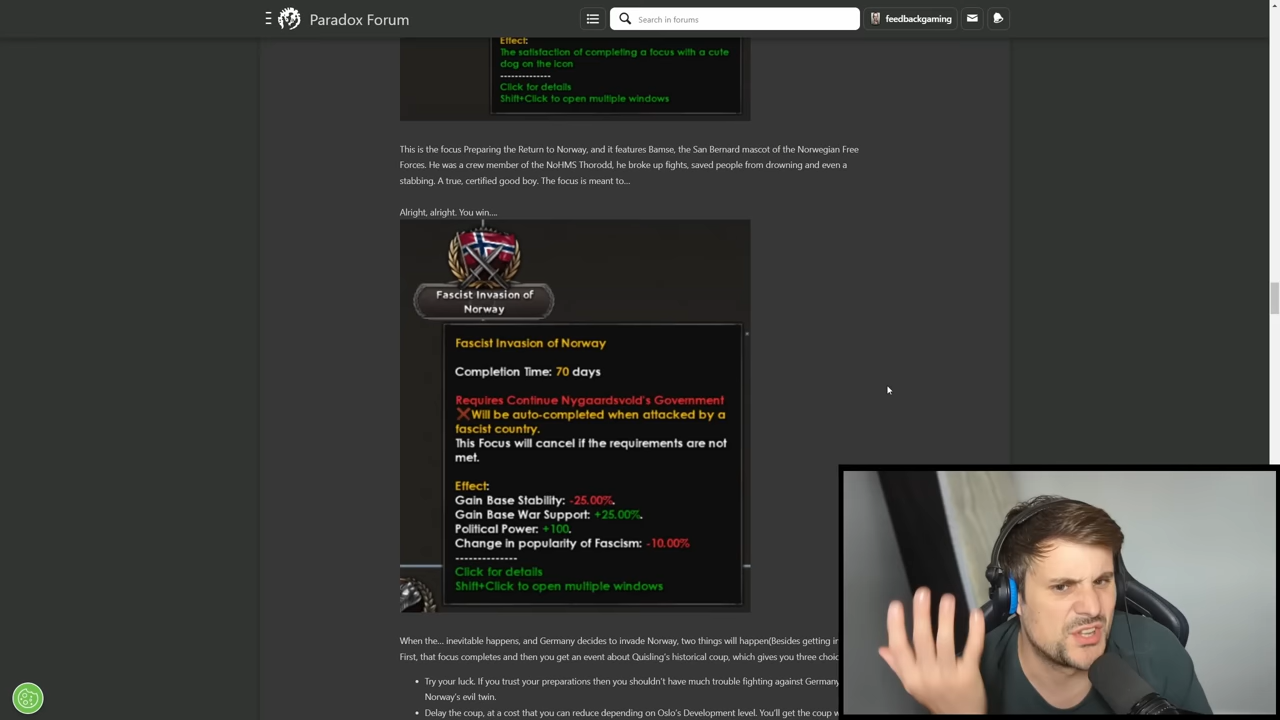 Paradox Forum
Search in forums
feedbackgaming
Effect:
The satisfaction of completing a focus with a cute
dog on the icon
--------------
Click for details
Shift+Click to open multiple windows
This is the focus Preparing the Return to Norway, and it features Bamse, the San Bernard mascot of the Norwegian Free
Forces. He was a crew member of the NoHMS Thorodd, he broke up fights, saved people from drowning and even a
stabbing. A true, certified good boy. The focus is meant to...
Alright, alright. You win....
Fascist Invasion of
Norway
Fascist Invasion of Norway
Completion Time: 70 days
Requires Continue Nygaardsvold's Government
Will be auto-completed when attacked by a
fascist country.
This Focus will cancel if the requirements are not
met.
Effect:
Gain Base Stability: -25.00%.
Gain Base War Support: +25.00%.
Political Power: +100.
Change in popularity of Fascism: -10.00%
--------------
Click for details
Shift+Click to open multiple windows
When the... inevitable happens, and Germany decides to invade Norway, two things will happen(Besides getting
First, that focus completes and then you get an event about Quisling's historical coup, which gives you three
Try your luck. If you trust your preparations then you shouldn't have much trouble fighting against Germany
Norway's evil twin.
Delay the coup, at a cost that you can reduce depending on Oslo's Development level. You'll get the coup